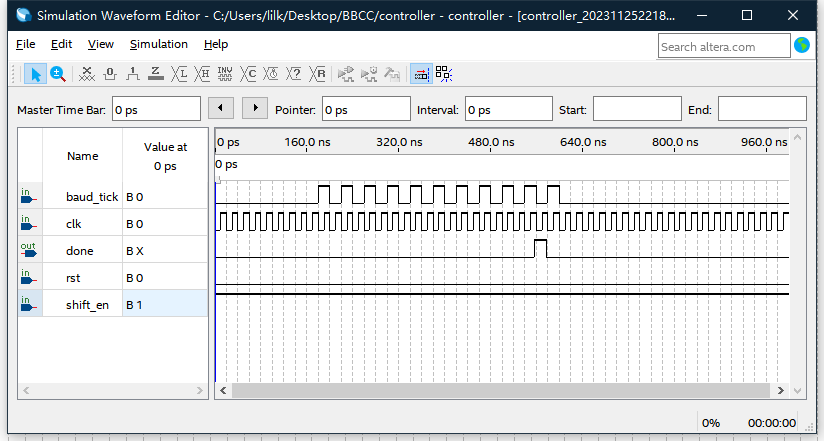 Simulation Waveform Editor - C:/Users/lilk/Desktop/BBCC/controller - controller - [controller_202311252218...
File Edit View Simulation Help
Search altera.com
0 1 Z L H INV C ? R
Master Time Bar: 0 ps Pointer: 0 ps Interval: 0 ps Start: End:
Name Value at 0 ps
0 ps 160.0 ns 320.0 ns 480.0 ns 640.0 ns 800.0 ns 960.0 ns
0 ps
in baud_tick B 0
in clk B 0
out done B X
in rst B 0
in shift_en B 1
0% 00:00:00